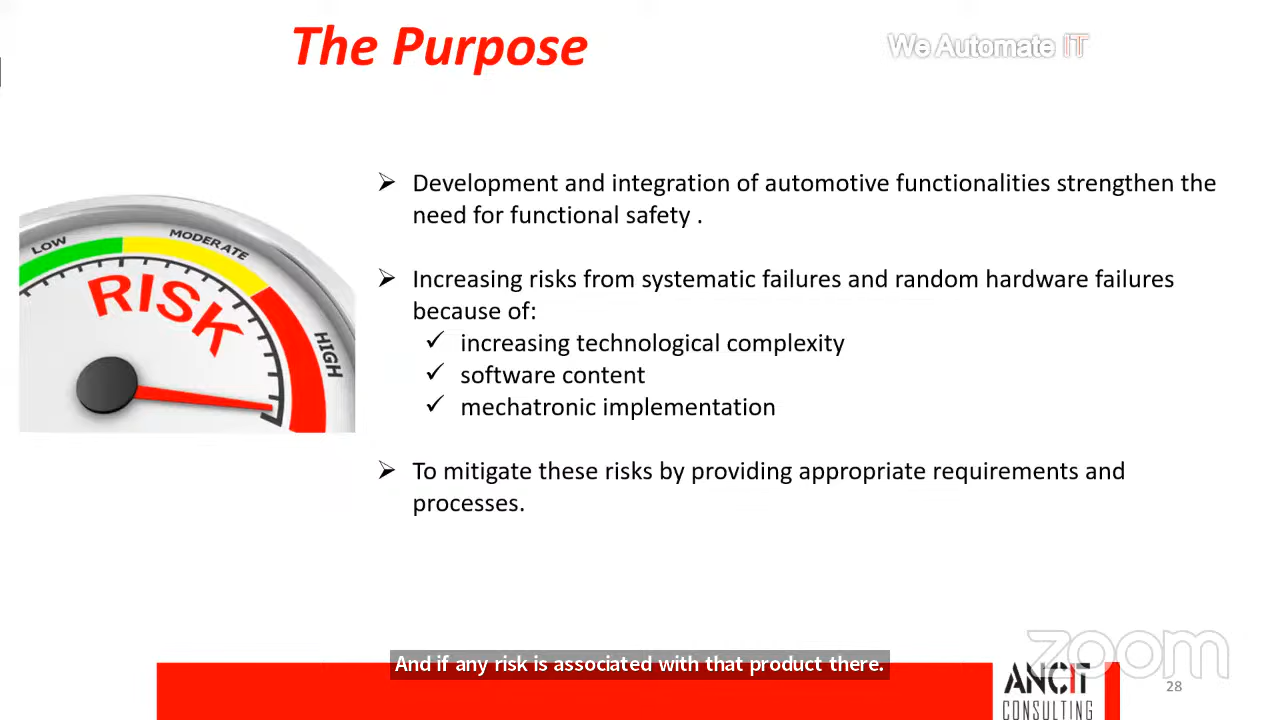 The Purpose
We Automate IT
➢ Development and integration of automotive functionalities strengthen the
need for functional safety .
➢ Increasing risks from systematic failures and random hardware failures
because of:
✓ increasing technological complexity
✓ software content
✓ mechatronic implementation
➢ To mitigate these risks by providing appropriate requirements and
processes.
LOW
MODERATE
HIGH
RISK
And if any risk is associated with that product there.
zoom
ANCIT
CONSULTING
28